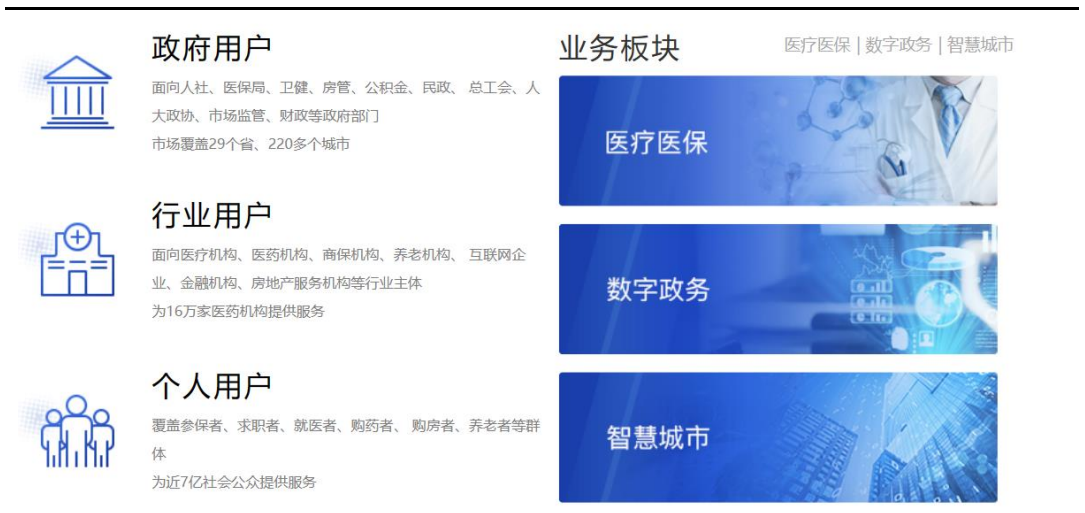 政府用户
面向人社、医保局、卫健、房管、公积金、民政、 总工会、人
大政协、市场监管、财政等政府部门
市场覆盖29个省、220多个城市
行业用户
面向医疗机构、医药机构、商保机构、养老机构、 互联网企
业、金融机构、房地产服务机构等行业主体
为16万家医药机构提供服务
个人用户
覆盖参保者、求职者、就医者、购药者、 购房者、养老者等群
体
为近7亿社会公众提供服务
业务板块
医疗医保 | 数字政务 | 智慧城市
医疗医保
数字政务
智慧城市